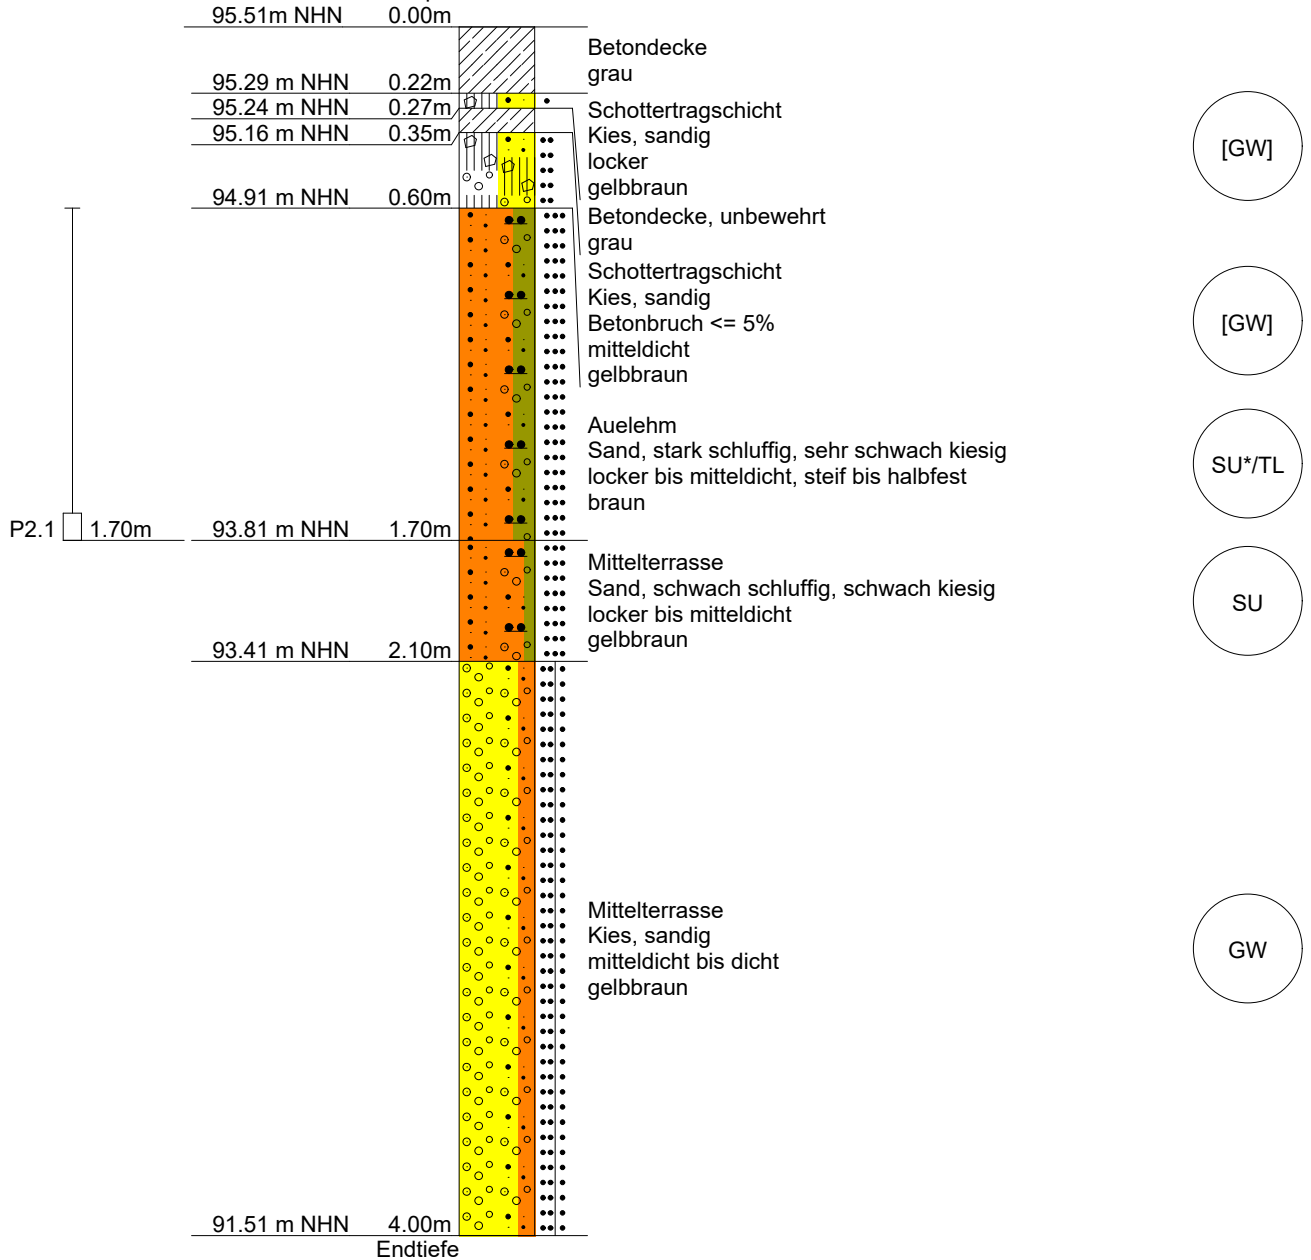 95.51m NHN 0.00m
Betondecke
grau
95.29 m NHN 0.22m
95.24 m NHN 0.27m
95.16 m NHN 0.35m
Schottertragschicht
Kies, sandig
locker
gelbbraun
[GW]
94.91 m NHN 0.60m
Betondecke, unbewehrt
grau
Schottertragschicht
Kies, sandig
Betonbruch <= 5%
mitteldicht
gelbbraun
[GW]
Auelehm
Sand, stark schluffig, sehr schwach kiesig
locker bis mitteldicht, steif bis halbfest
braun
SU*/TL
P2.1 1.70m
93.81 m NHN 1.70m
Mittelterrasse
Sand, schwach schluffig, schwach kiesig
locker bis mitteldicht
gelbbraun
SU
93.41 m NHN 2.10m
Mittelterrasse
Kies, sandig
mitteldicht bis dicht
gelbbraun
GW
91.51 m NHN 4.00m
Endtiefe